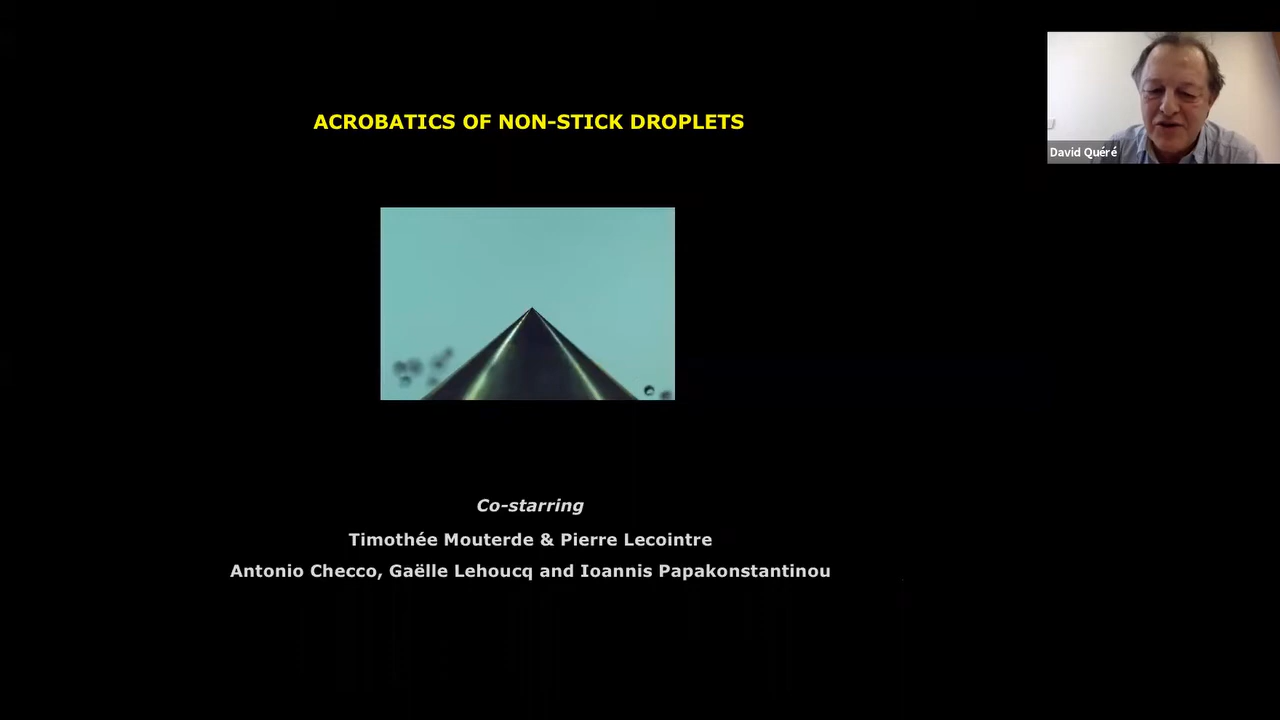 ACROBATICS OF NON-STICK DROPLETS
David Quéré
Co-starring
Timothée Mouterde & Pierre Lecointre
Antonio Checco, Gaëlle Lehoucq and Ioannis Papakonstantinou